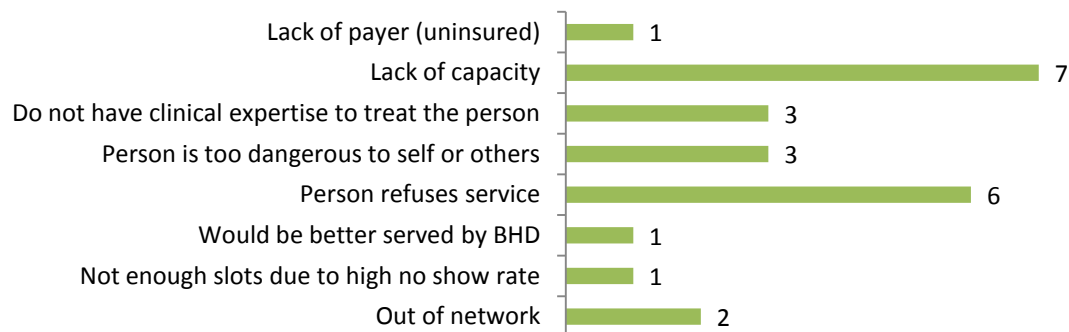 Lack of payer (uninsured) 1
Lack of capacity 7
Do not have clinical expertise to treat the person 3
Person is too dangerous to self or others 3
Person refuses service 6
Would be better served by BHD 1
Not enough slots due to high no show rate 1
Out of network 2